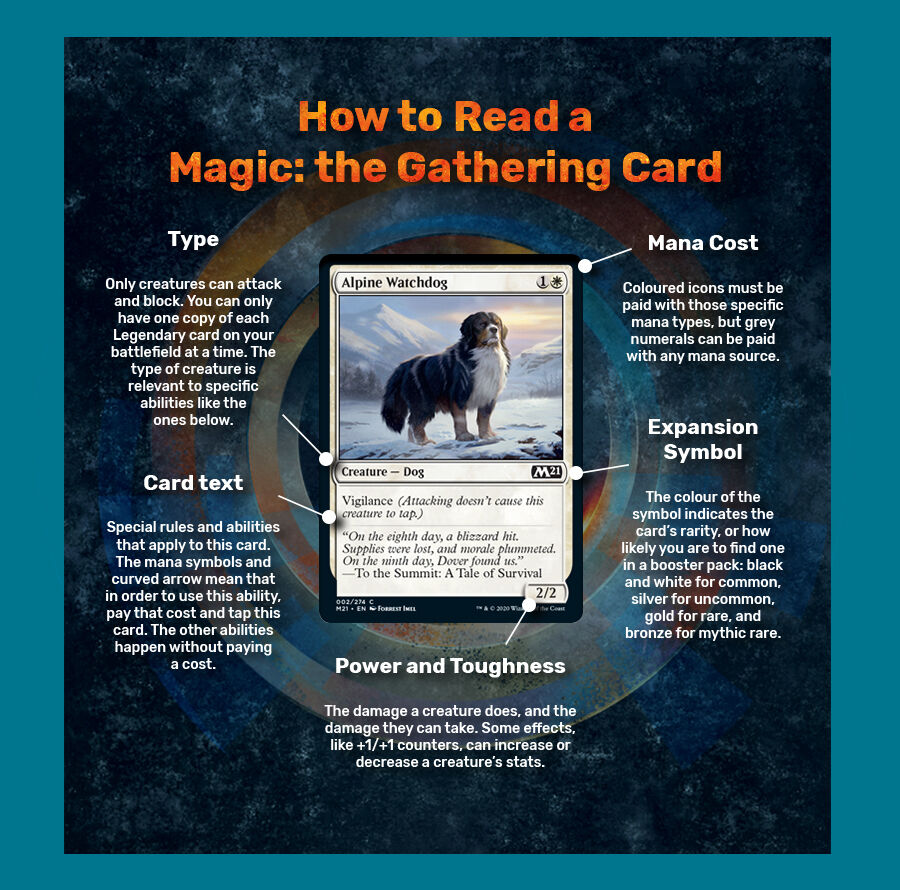 How to Read a
Magic: the Gathering Card
Type
Only creatures can attack
and block. You can only
have one copy of each
Legendary card on your
battlefield at a time. The
type of creature is
relevant to specific
abilities like the
ones below.
Card text
Special rules and abilities
that apply to this card.
The mana symbols and
curved arrow mean that
in order to use this ability,
pay that cost and tap this
card. The other abilities
happen without paying
a cost.
Alpine Watchdog
1
Creature — Dog
M21
Vigilance (Attacking doesn't cause this
creature to tap.)
"On the eighth day, a blizzard hit.
Supplies were lost, and morale plummeted.
On the ninth day, Dover found us."
—To the Summit: A Tale of Survival
2/2
002/274 C
M21 • EN Forrest Imel
™ & © 2020 of the Coast
Mana Cost
Coloured icons must be
paid with those specific
mana types, but grey
numerals can be paid
with any mana source.
Expansion
Symbol
The colour of the
symbol indicates the
card's rarity, or how
likely you are to find one
in a booster pack: black
and white for common,
silver for uncommon,
gold for rare, and
bronze for mythic rare.
Power and Toughness
The damage a creature does, and the
damage they can take. Some effects,
like +1/+1 counters, can increase or
decrease a creature's stats.